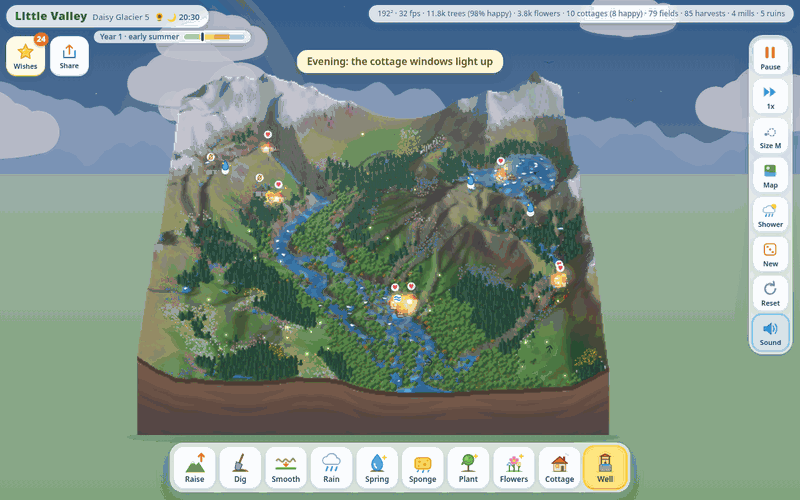 Little Valley Daisy Glacier 5 20:30
192² · 32 fps · 11.8k trees (98% happy) · 3.8k flowers · 10 cottages (8 happy) · 79 fields · 85 harvests · 4 mills · 5 ruins
Year 1 · early summer
24
Wishes
Share
Evening: the cottage windows light up
Pause
1x
Size M
Map
Shower
New
Reset
Sound
Raise
Dig
Smooth
Rain
Spring
Sponge
Plant
Flowers
Cottage
Well